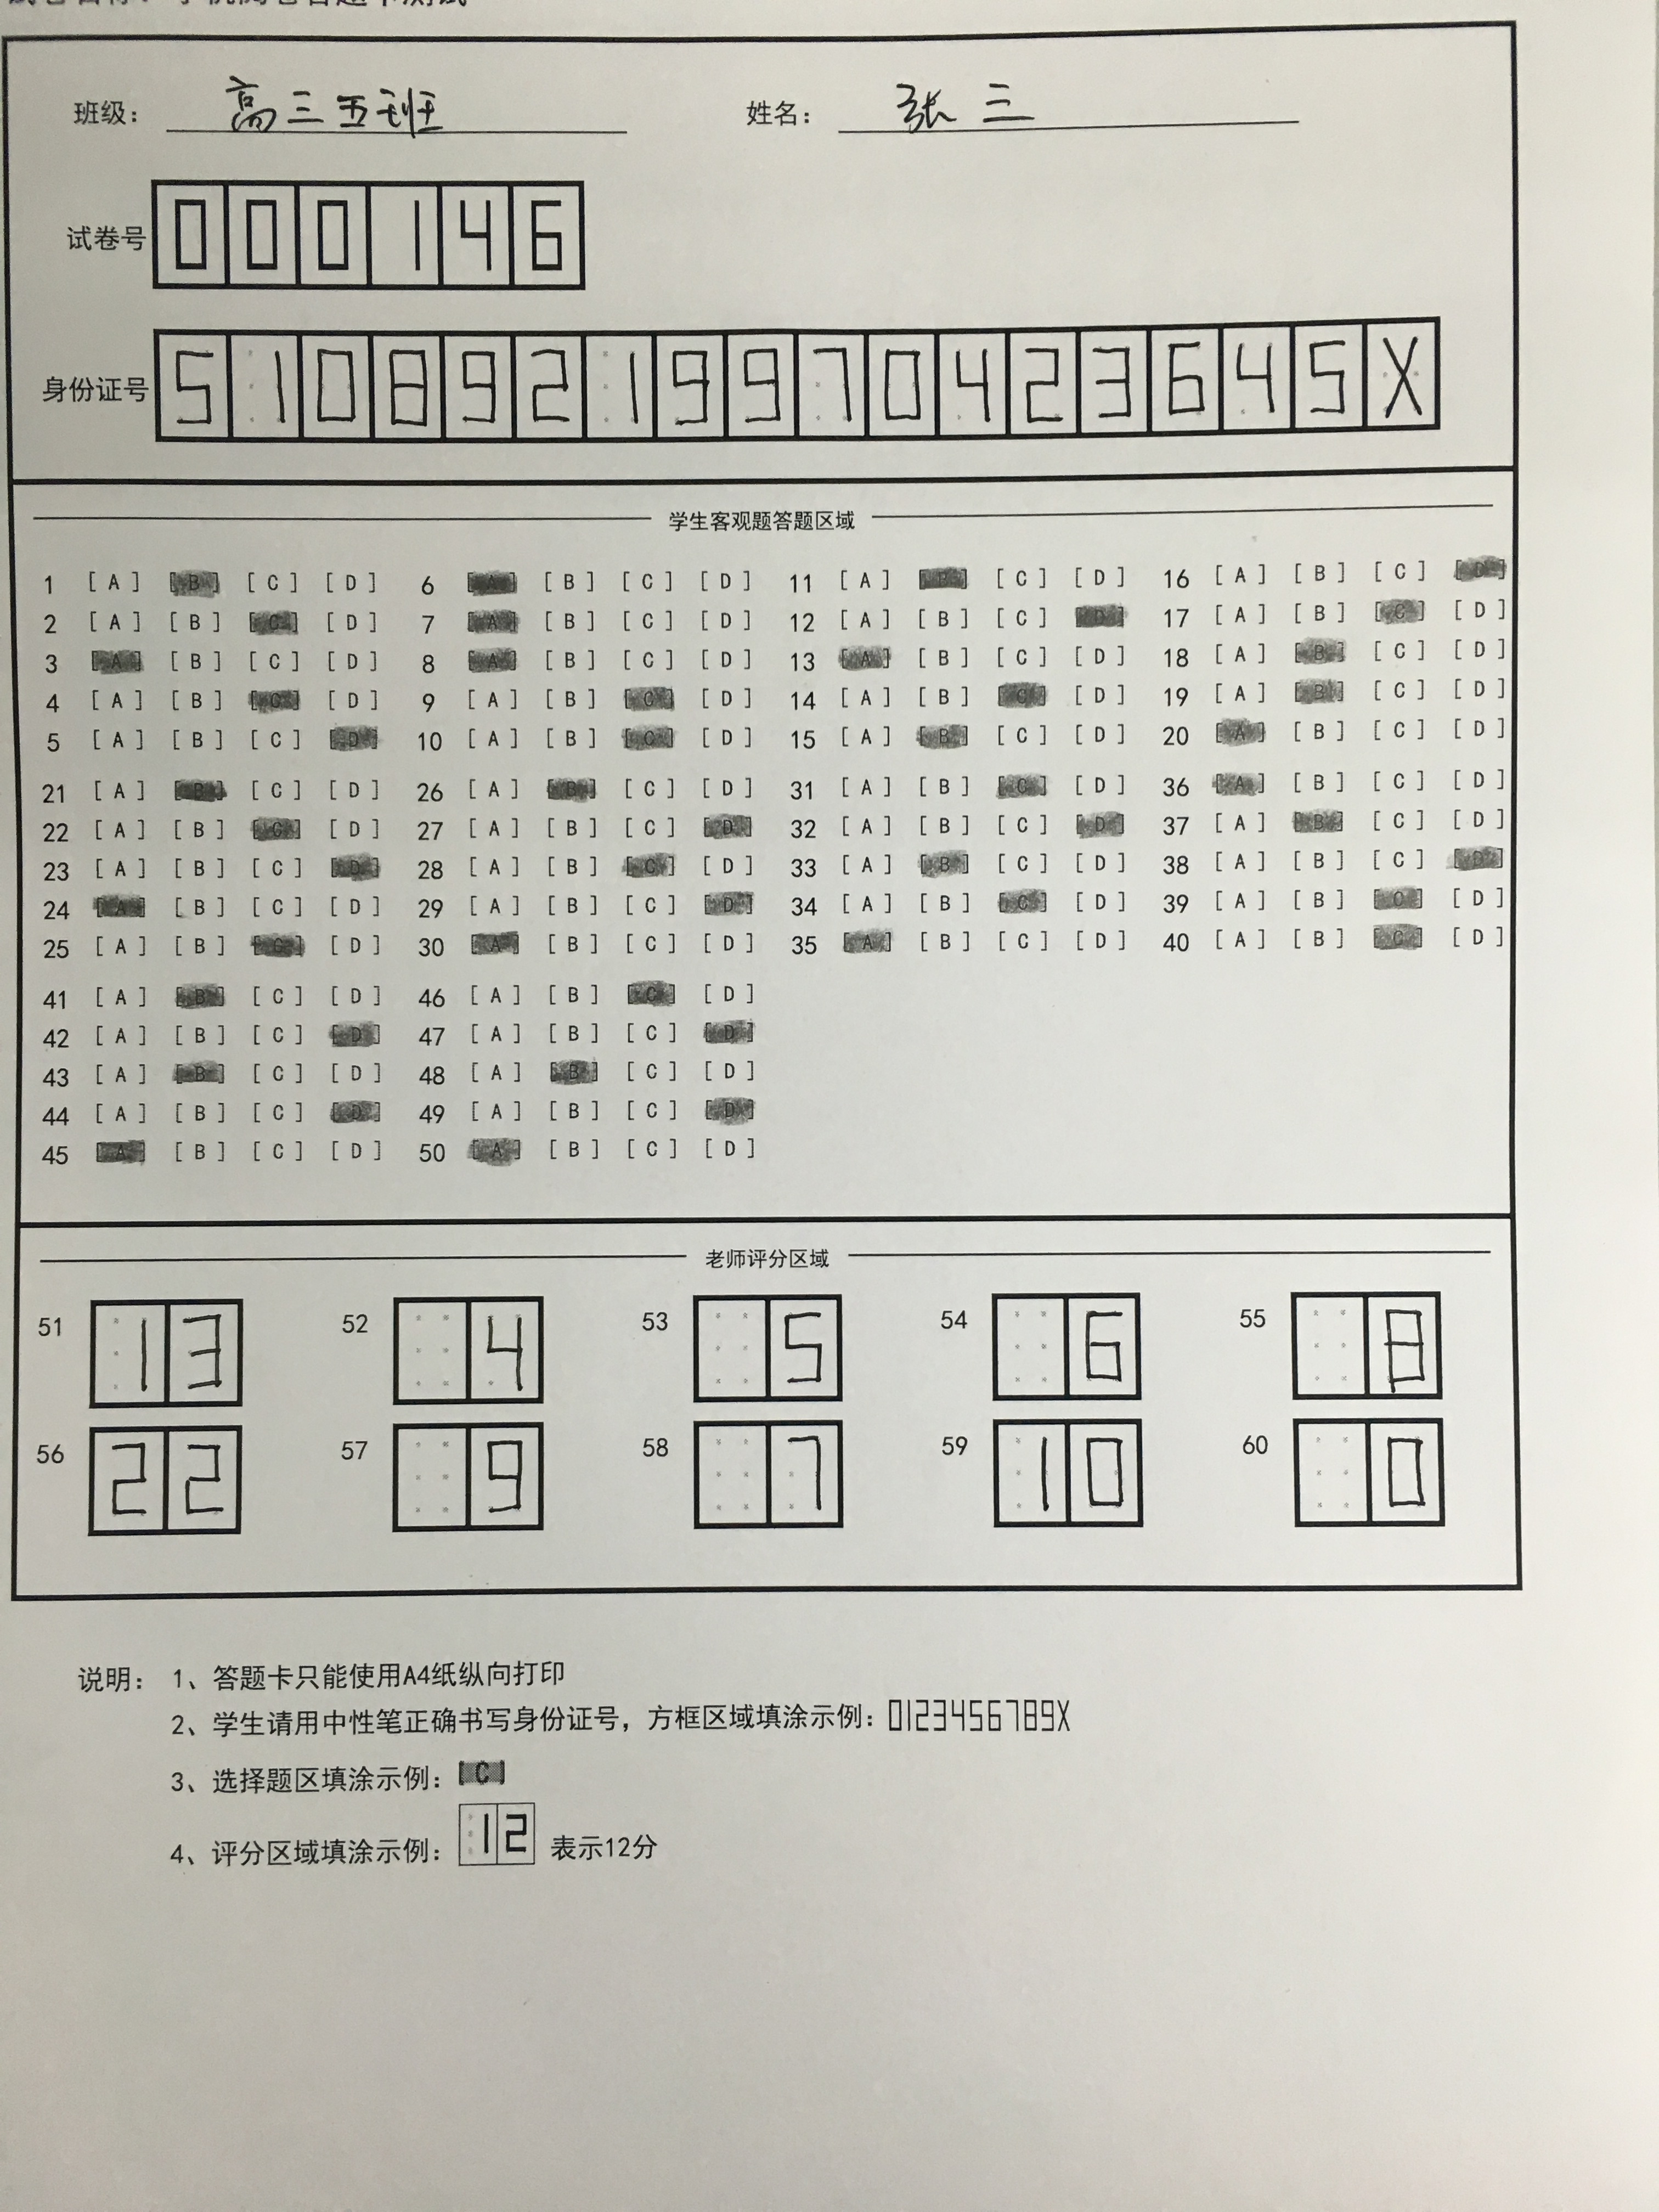 班级： 高三五班 姓名： 张三
试卷号 000146
身份证号 51089219970423645X
学生客观题答题区域
1 [A] [B] [C] [D] 6 [A] [B] [C] [D] 11 [A] [B] [C] [D] 16 [A] [B] [C] [D]
2 [A] [B] [C] [D] 7 [A] [B] [C] [D] 12 [A] [B] [C] [D] 17 [A] [B] [C] [D]
3 [A] [B] [C] [D] 8 [A] [B] [C] [D] 13 [A] [B] [C] [D] 18 [A] [B] [C] [D]
4 [A] [B] [C] [D] 9 [A] [B] [C] [D] 14 [A] [B] [C] [D] 19 [A] [B] [C] [D]
5 [A] [B] [C] [D] 10 [A] [B] [C] [D] 15 [A] [B] [C] [D] 20 [A] [B] [C] [D]
21 [A] [B] [C] [D] 26 [A] [B] [C] [D] 31 [A] [B] [C] [D] 36 [A] [B] [C] [D]
22 [A] [B] [C] [D] 27 [A] [B] [C] [D] 32 [A] [B] [C] [D] 37 [A] [B] [C] [D]
23 [A] [B] [C] [D] 28 [A] [B] [C] [D] 33 [A] [B] [C] [D] 38 [A] [B] [C] [D]
24 [A] [B] [C] [D] 29 [A] [B] [C] [D] 34 [A] [B] [C] [D] 39 [A] [B] [C] [D]
25 [A] [B] [C] [D] 30 [A] [B] [C] [D] 35 [A] [B] [C] [D] 40 [A] [B] [C] [D]
41 [A] [B] [C] [D] 46 [A] [B] [C] [D]
42 [A] [B] [C] [D] 47 [A] [B] [C] [D]
43 [A] [B] [C] [D] 48 [A] [B] [C] [D]
44 [A] [B] [C] [D] 49 [A] [B] [C] [D]
45 [A] [B] [C] [D] 50 [A] [B] [C] [D]
老师评分区域
51 13 52 4 53 5 54 6 55 8
56 22 57 9 58 7 59 10 60 0
说明： 1、答题卡只能使用A4纸纵向打印
2、学生请用中性笔正确书写身份证号，方框区域填涂示例：0123456789X
3、选择题区填涂示例：[C]
4、评分区域填涂示例：12 表示12分